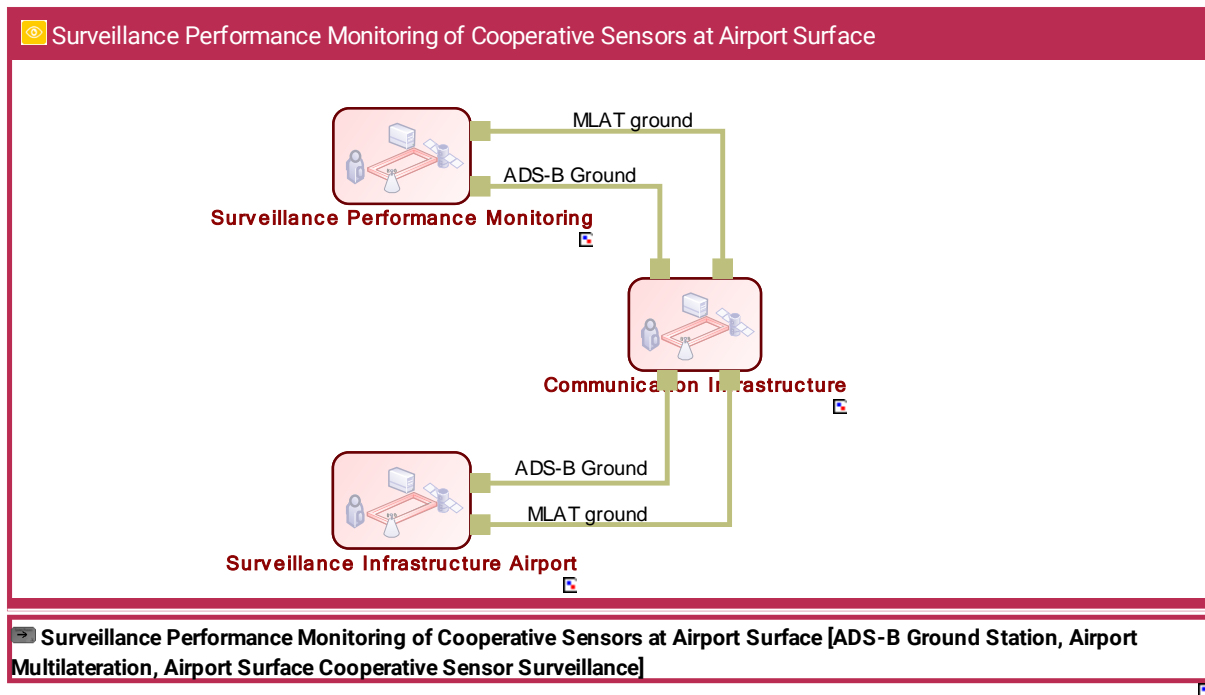 Surveillance Performance Monitoring of Cooperative Sensors at Airport Surface
MLAT ground
ADS-B Ground
Surveillance Performance Monitoring
Communication Infrastructure
ADS-B Ground
MLAT ground
Surveillance Infrastructure Airport
Surveillance Performance Monitoring of Cooperative Sensors at Airport Surface [ADS-B Ground Station, Airport
Multilateration, Airport Surface Cooperative Sensor Surveillance]